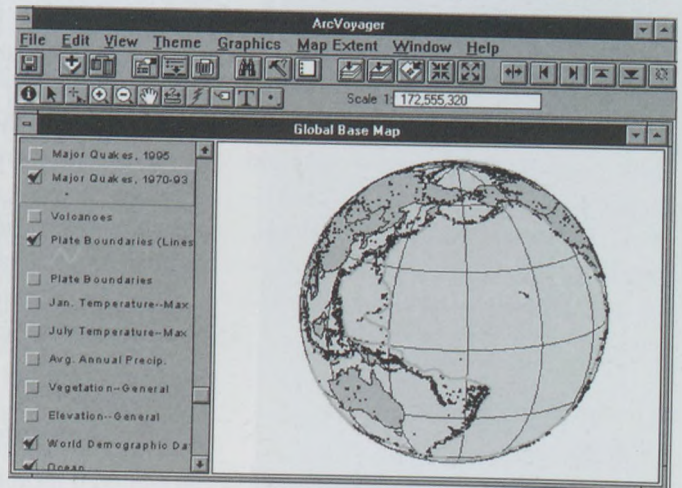 ArcVoyager
File Edit View Theme Graphics Map Extent Window Help
Scale 1: 172,555,320
Global Base Map
Major Quakes, 1995
Major Quakes, 1970-93
Volcanoes
Plate Boundaries (Lines
Plate Boundaries
Jan. Temperature--Max
July Temperature--Max
Avg. Annual Precip.
Vegetation--General
Elevation--General
World Demographic Da
Ocean